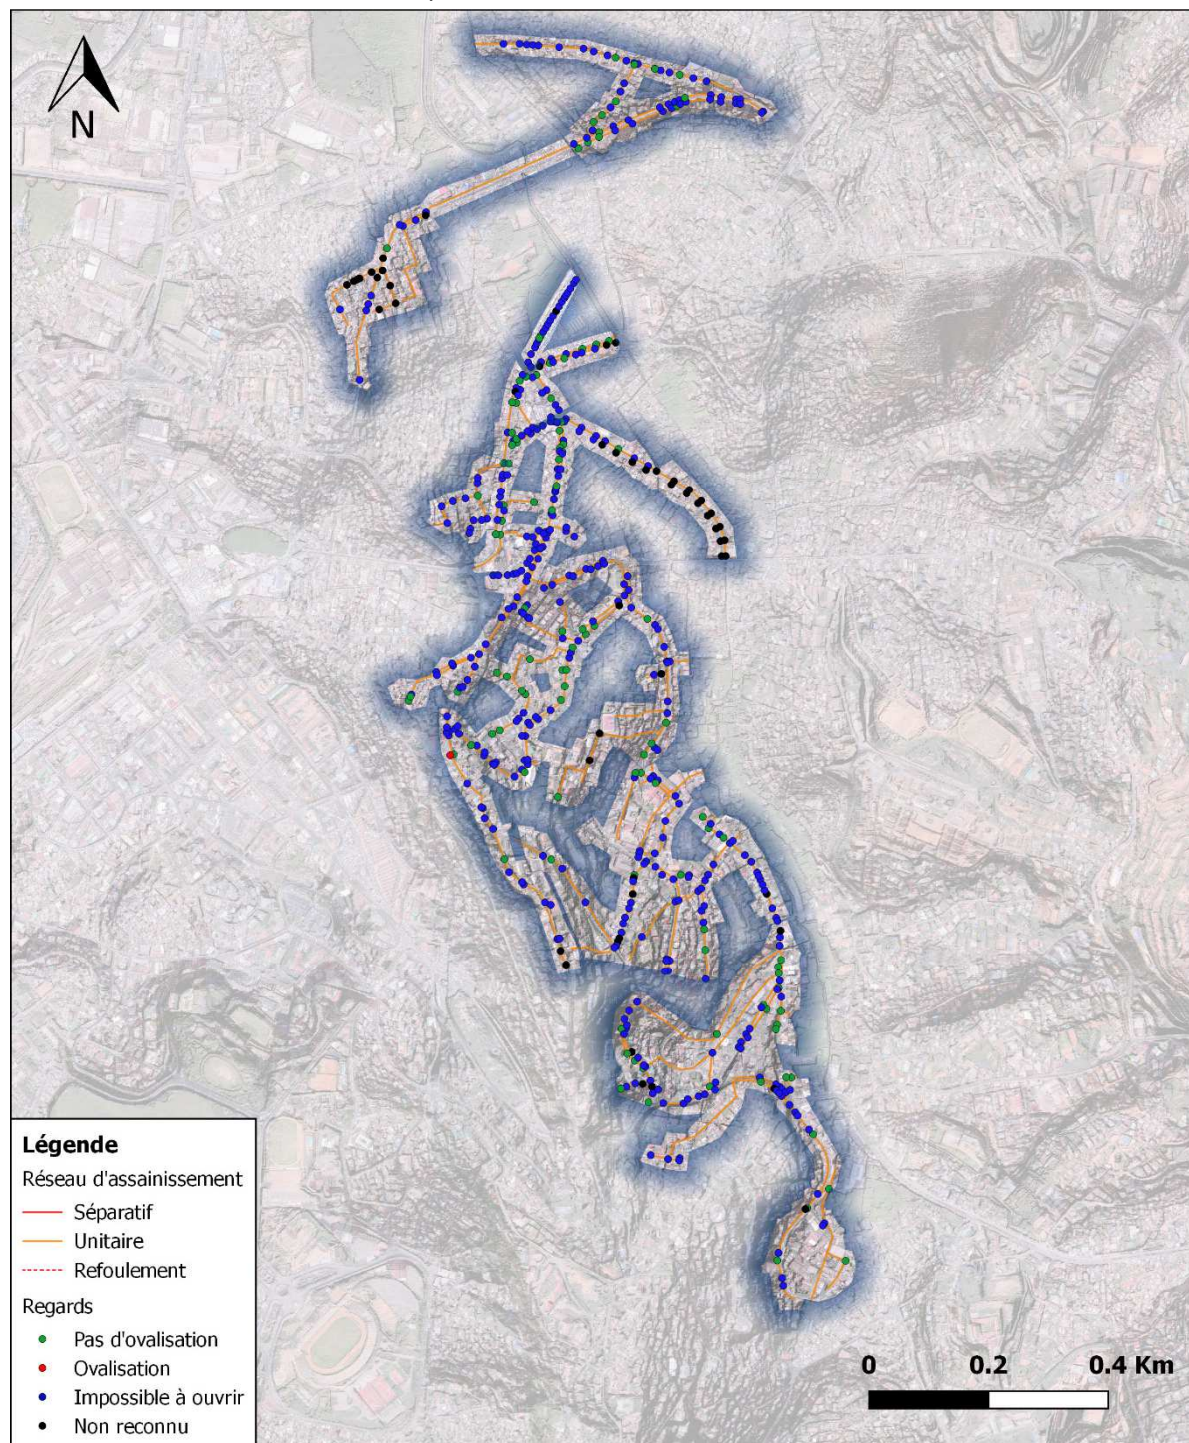 N
Légende
Réseau d'assainissement
Séparatif
Unitaire
Refoulement
Regards
Pas d'ovalisation
Ovalisation
Impossible à ouvrir
Non reconnu
0 0.2 0.4 Km